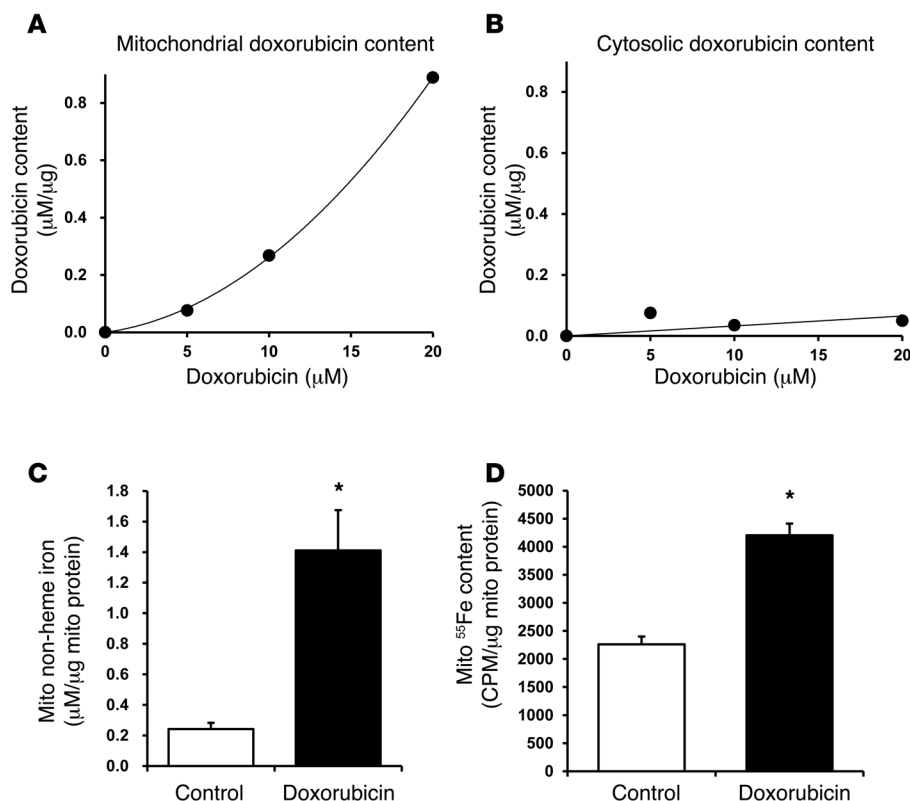 A
Mitochondrial doxorubicin content
Doxorubicin content
(μM/μg)
0.8
0.6
0.4
0.2
0.0
0
5
10
15
20
Doxorubicin (μM)
B
Cytosolic doxorubicin content
Doxorubicin content
(μM/μg)
0.8
0.6
0.4
0.2
0.0
0
5
10
15
20
Doxorubicin (μM)
C
Mito non-heme iron
(μM/μg mito protein)
1.8
1.6
1.4
1.2
1.0
0.8
0.6
0.4
0.2
0.0
*
Control
Doxorubicin
D
Mito ⁵⁵Fe content
(CPM/μg mito protein)
5000
4500
4000
3500
3000
2500
2000
1500
1000
500
0
*
Control
Doxorubicin